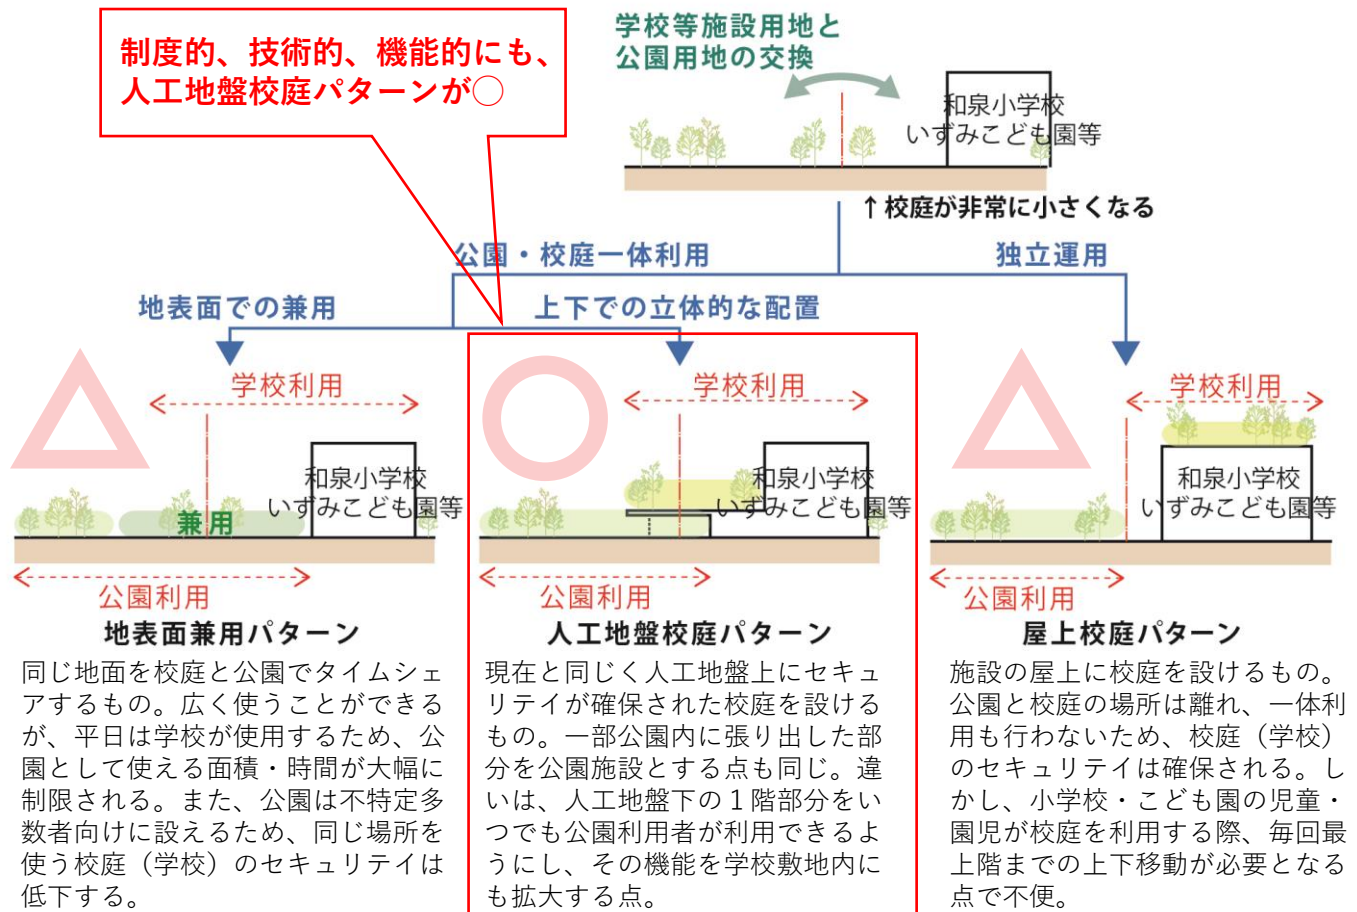 制度的、技術的、機能的にも、
人工地盤校庭パターンが○
学校等施設用地と
公園用地の交換
和泉小学校
いずみこども園等
↑校庭が非常に小さくなる
公園・校庭一体利用
独立運用
地表面での兼用
上下での立体的な配置
学校利用
和泉小学校
いずみこども園等
兼用
公園利用
地表面兼用パターン
同じ地面を校庭と公園でタイムシェ
アするもの。広く使うことができる
が、平日は学校が使用するため、公
園として使える面積・時間が大幅に
制限される。また、公園は不特定多
数者向けに設えるため、同じ場所を
使う校庭（学校）のセキュリテイは
低下する。
学校利用
和泉小学校
いずみこども園等
公園利用
人工地盤校庭パターン
現在と同じく人工地盤上にセキュ
リテイが確保された校庭を設ける
もの。一部公園内に張り出した部
分を公園施設とする点も同じ。違
いは、人工地盤下の１階部分をい
つでも公園利用者が利用できるよ
うにし、その機能を学校敷地内に
も拡大する点。
学校利用
和泉小学校
いずみこども園等
公園利用
屋上校庭パターン
施設の屋上に校庭を設けるもの。
公園と校庭の場所は離れ、一体利
用も行わないため、校庭（学校）
のセキュリテイは確保される。し
かし、小学校・こども園の児童・
園児が校庭を利用する際、毎回最
上階までの上下移動が必要となる
点で不便。